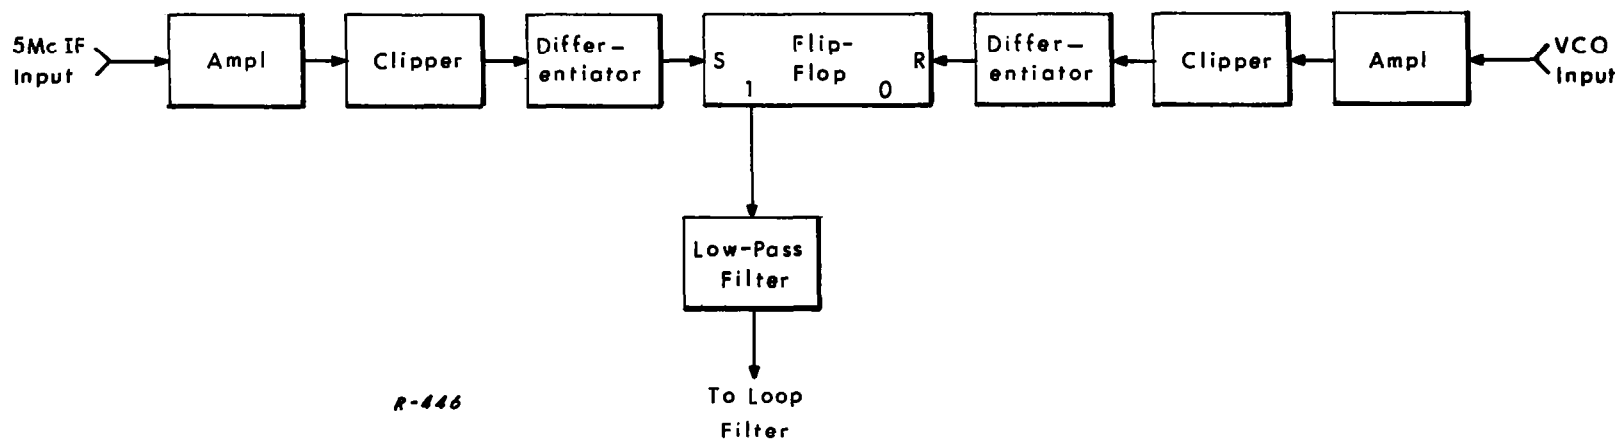 5Mc IF
Input
Ampl
Clipper
Differ-
entiator
S
Flip-
Flop
R
1
0
Differ-
entiator
Clipper
Ampl
VCO
Input
Low-Pass
Filter
To Loop
Filter
R-446